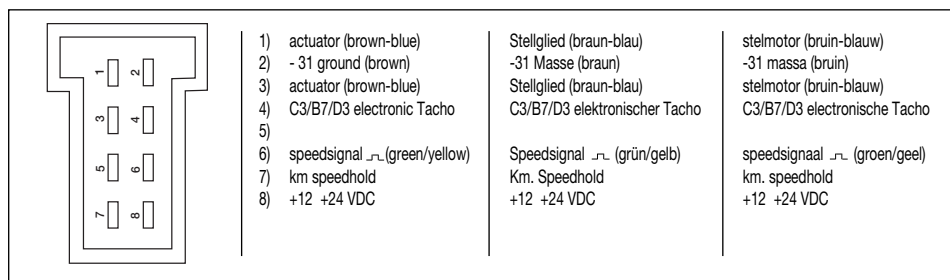 1 2
3 4
5 6
7 8
1) actuator (brown-blue)
2) - 31 ground (brown)
3) actuator (brown-blue)
4) C3/B7/D3 electronic Tacho
5)
6) speedsignal (green/yellow)
7) km speedhold
8) +12 +24 VDC
Stellglied (braun-blau)
-31 Masse (braun)
Stellglied (braun-blau)
C3/B7/D3 elektronischer Tacho
Speedsignal (grün/gelb)
Km. Speedhold
+12 +24 VDC
stelmotor (bruin-blauw)
-31 massa (bruin)
stelmotor (bruin-blauw)
C3/B7/D3 electronische Tacho
speedsignaal (groen/geel)
km. speedhold
+12 +24 VDC